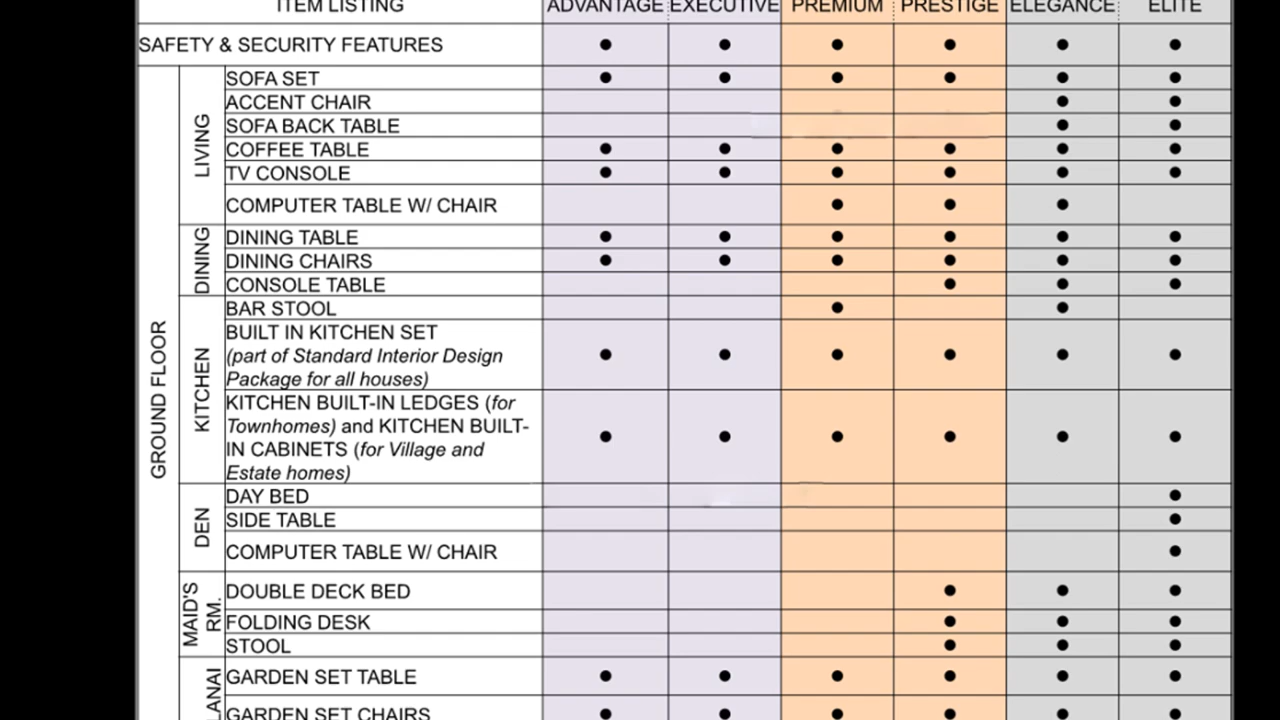 ITEM LISTING ADVANTAGE EXECUTIVE PREMIUM PRESTIGE ELEGANCE ELITE
SAFETY & SECURITY FEATURES ● ● ● ● ● ●
GROUND FLOOR
LIVING
SOFA SET ● ● ● ● ● ●
ACCENT CHAIR ● ●
SOFA BACK TABLE ● ●
COFFEE TABLE ● ● ● ● ● ●
TV CONSOLE ● ● ● ● ● ●
COMPUTER TABLE W/ CHAIR ● ● ●
DINING
DINING TABLE ● ● ● ● ● ●
DINING CHAIRS ● ● ● ● ● ●
CONSOLE TABLE ● ● ●
KITCHEN
BAR STOOL ● ●
BUILT IN KITCHEN SET
(part of Standard Interior Design ● ● ● ● ● ●
Package for all houses)
KITCHEN BUILT-IN LEDGES (for
Townhomes) and KITCHEN BUILT- ● ● ● ● ● ●
IN CABINETS (for Village and
Estate homes)
DEN
DAY BED ●
SIDE TABLE ●
COMPUTER TABLE W/ CHAIR ●
MAID'S
RM.
DOUBLE DECK BED ● ● ●
FOLDING DESK ● ● ●
STOOL ● ● ●
LANAI
GARDEN SET TABLE ● ● ● ● ● ●
GARDEN SET CHAIRS ● ● ● ● ● ●